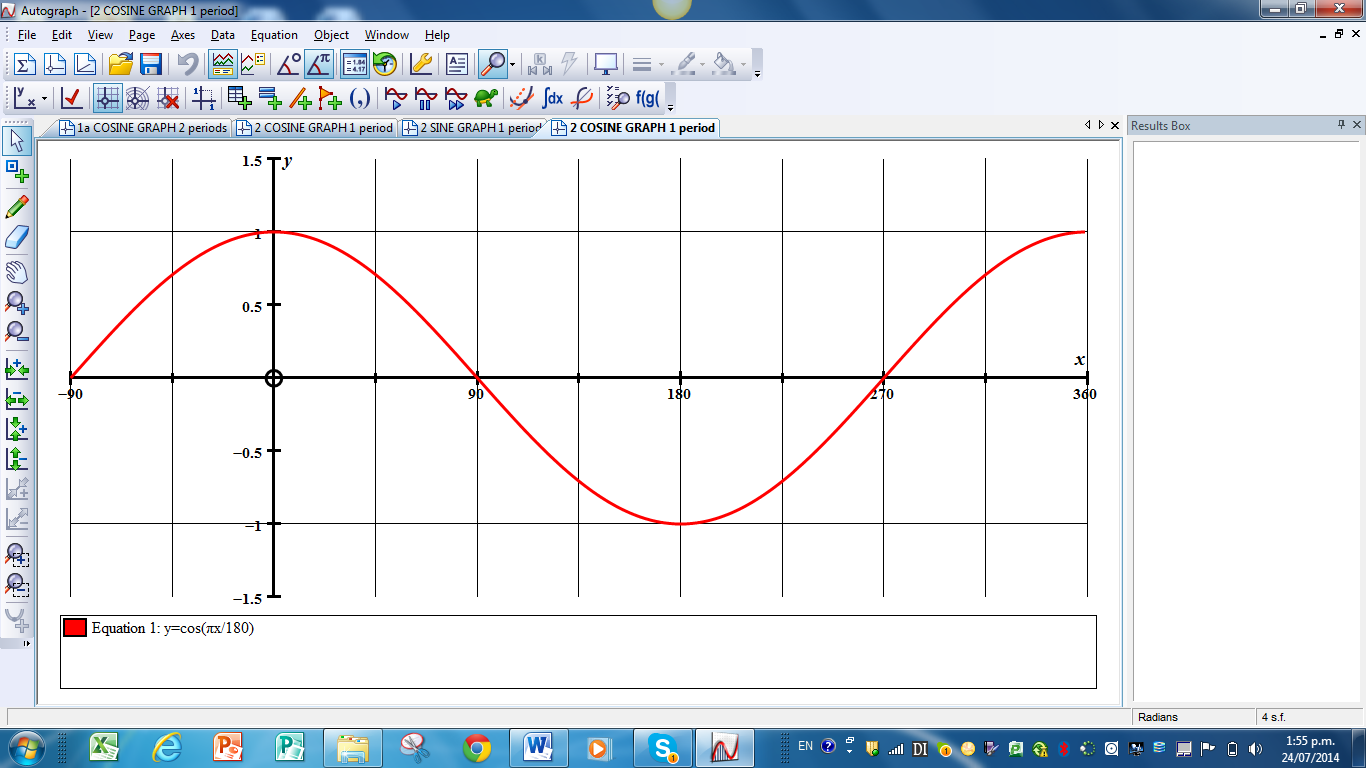 Autograph - [2 COSINE GRAPH 1 period]
File Edit View Page Axes Data Equation Object Window Help
1a COSINE GRAPH 2 periods 2 COSINE GRAPH 1 period 2 SINE GRAPH 1 period 2 COSINE GRAPH 1 period
Results Box
1.5 y
1
0.5
x
−90 90 180 270 360
−0.5
−1
−1.5
Equation 1: y=cos(πx/180)
Radians 4 s.f.
EN
1:55 p.m.
24/07/2014